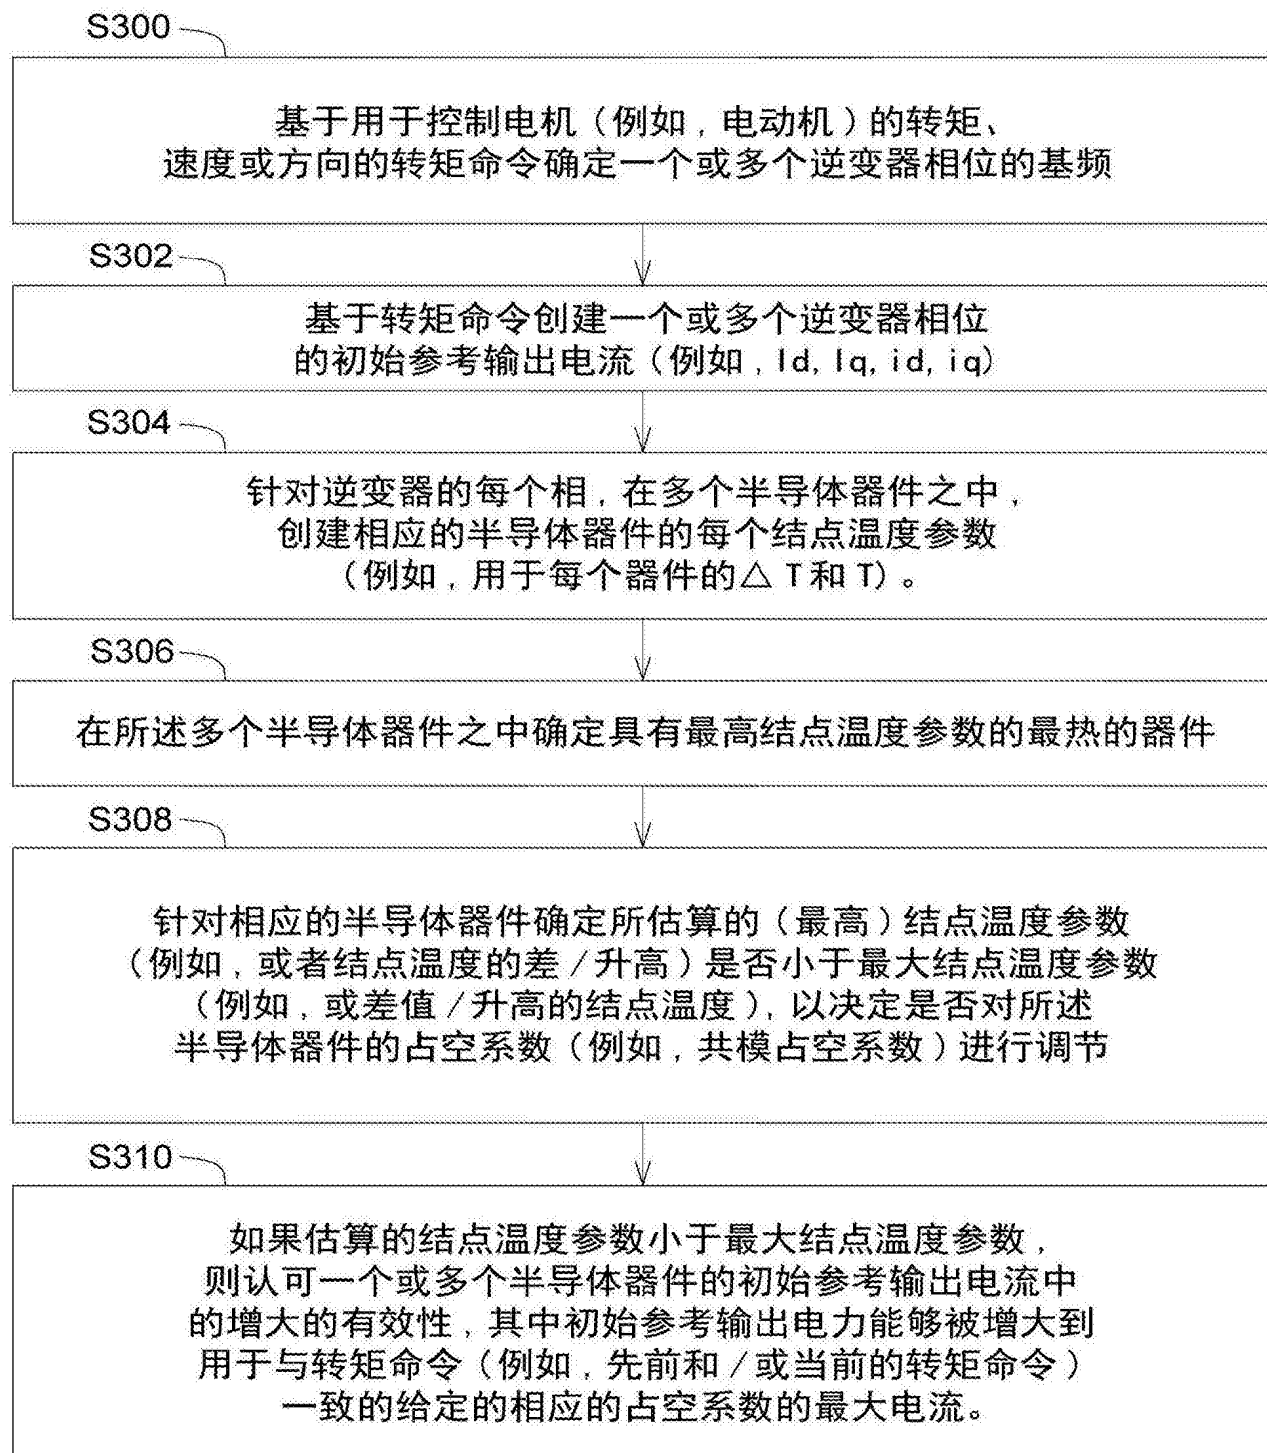 S300
基于用于控制电机(例如,电动机)的转矩、
速度或方向的转矩命令确定一个或多个逆变器相位的基频
S302
基于转矩命令创建一个或多个逆变器相位
的初始参考输出电流(例如,Id, Iq, id, iq)
S304
针对逆变器的每个相,在多个半导体器件之中,
创建相应的半导体器件的每个结点温度参数
(例如,用于每个器件的△T和T)。
S306
在所述多个半导体器件之中确定具有最高结点温度参数的最热的器件
S308
针对相应的半导体器件确定所估算的(最高)结点温度参数
(例如,或者结点温度的差/升高)是否小于最大结点温度参数
(例如,或差值/升高的结点温度),以决定是否对所述
半导体器件的占空系数(例如,共模占空系数)进行调节
S310
如果估算的结点温度参数小于最大结点温度参数,
则认可一个或多个半导体器件的初始参考输出电流中
的增大的有效性,其中初始参考输出电力能够被增大到
用于与转矩命令(例如,先前和/或当前的转矩命令)
一致的给定的相应的占空系数的最大电流。